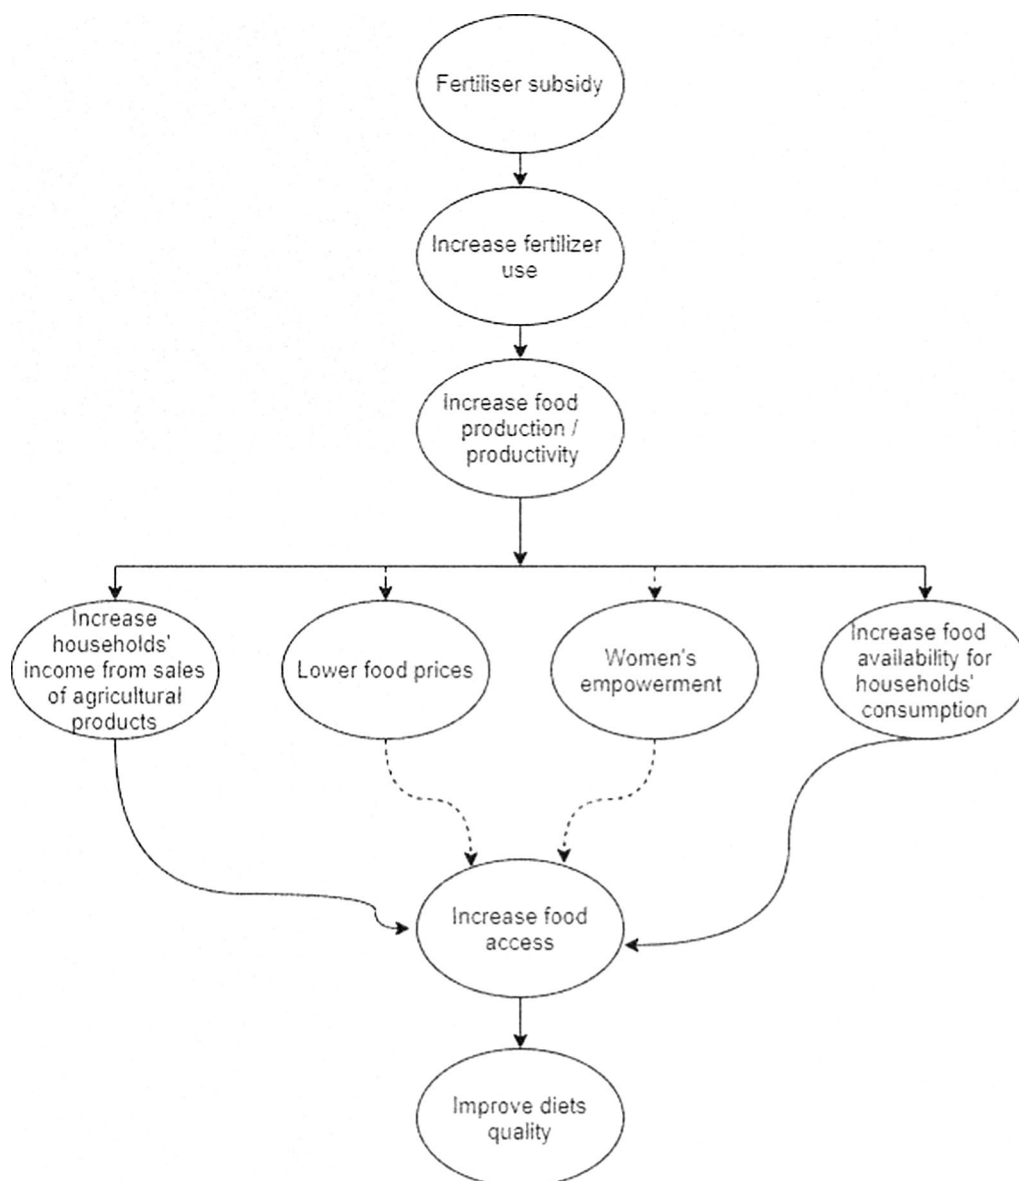 Fertiliser subsidy
Increase fertilizer
use
Increase food
production /
productivity
Increase
households'
income from sales
of agricultural
products
Lower food prices
Women's
empowerment
Increase food
availability for
households'
consumption
Increase food
access
Improve diets
quality